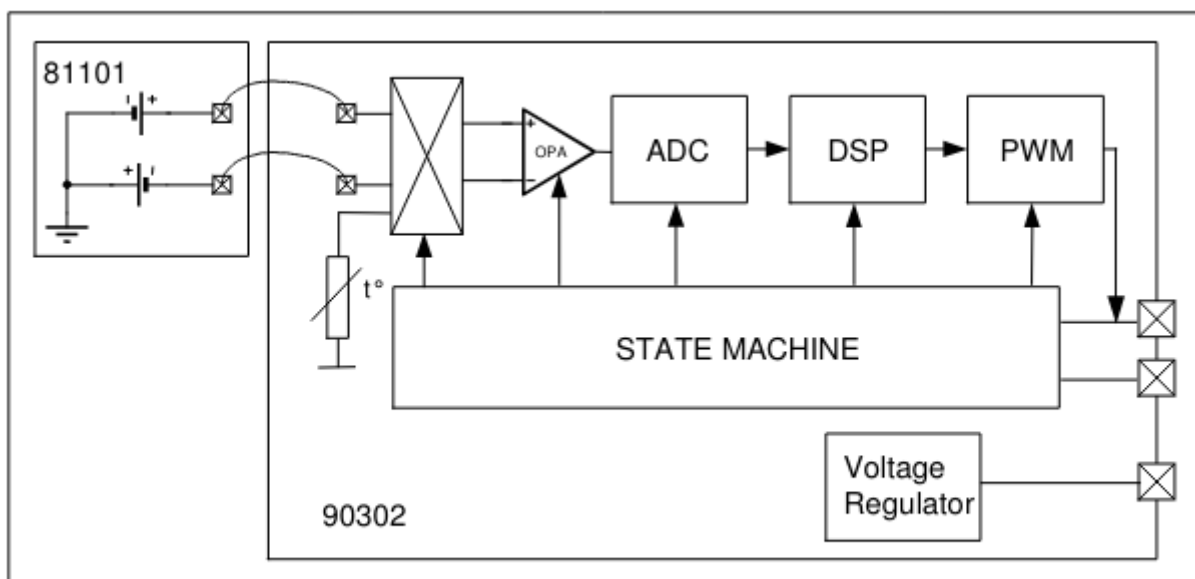 81101
- +
+ -
+
OPA
-
ADC
DSP
PWM
t°
STATE MACHINE
Voltage
Regulator
90302